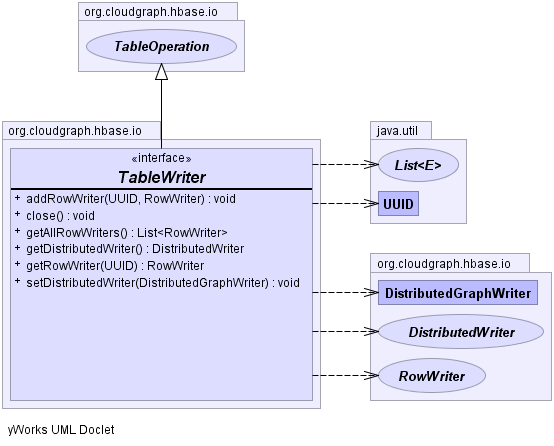 org.cloudgraph.hbase.io
TableOperation
org.cloudgraph.hbase.io
«interface»
TableWriter
+ addRowWriter(UUID, RowWriter) : void
+ close() : void
+ getAllRowWriters() : List<RowWriter>
+ getDistributedWriter() : DistributedWriter
+ getRowWriter(UUID) : RowWriter
+ setDistributedWriter(DistributedGraphWriter) : void
java.util
List<E>
UUID
org.cloudgraph.hbase.io
DistributedGraphWriter
DistributedWriter
RowWriter
yWorks UML Doclet